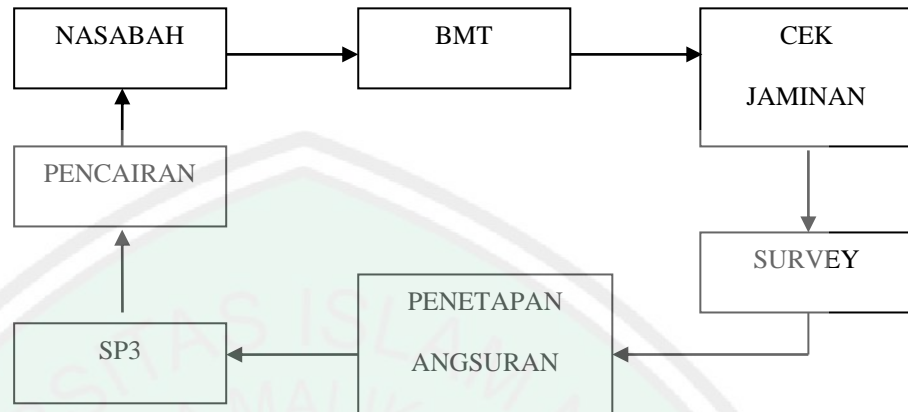 NASABAH
BMT
CEK
JAMINAN
PENCAIRAN
SURVEY
PENETAPAN
ANGSURAN
SP3